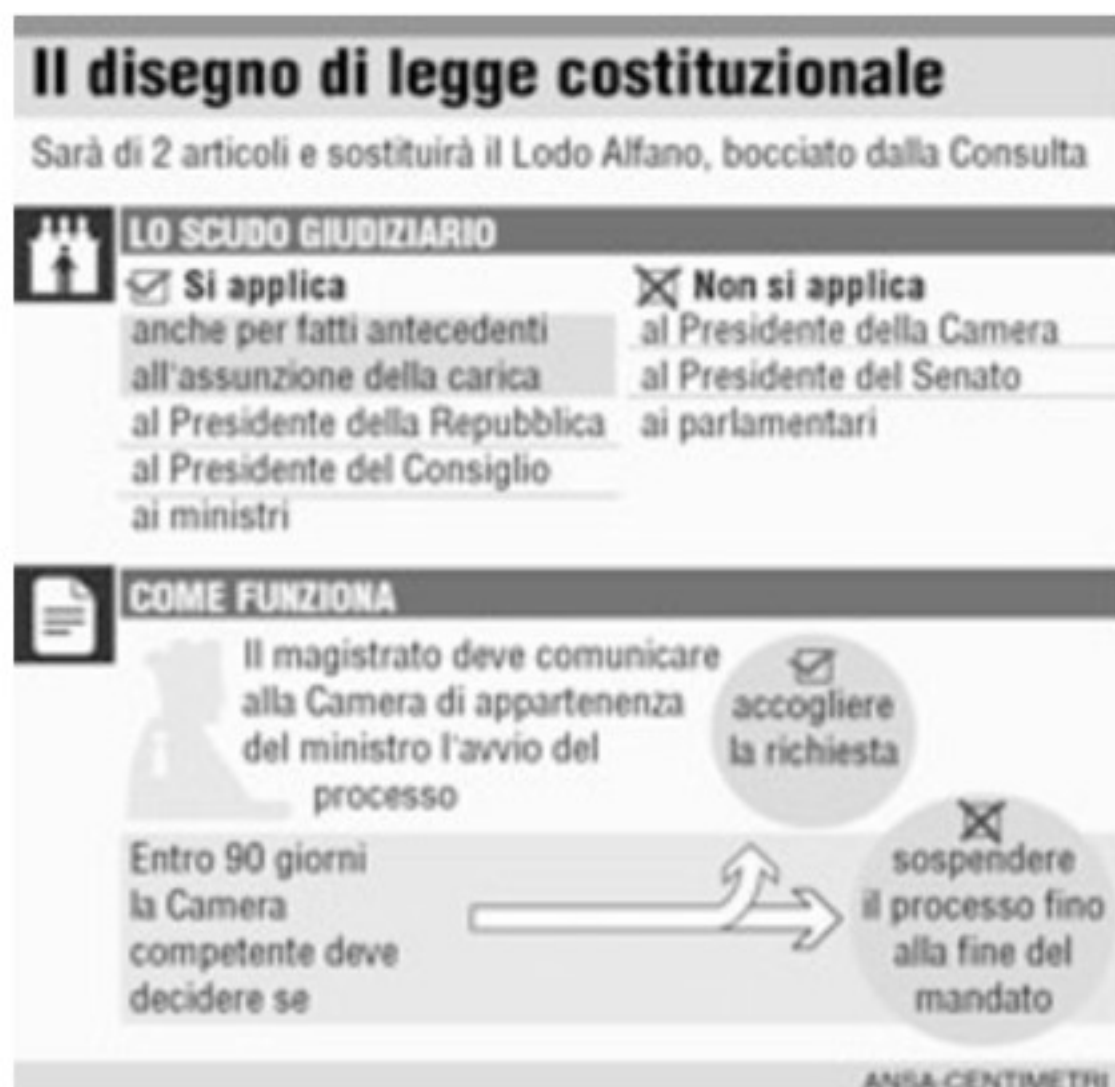 Il disegno di legge costituzionale
Sarà di 2 articoli e sostituirà il Lodo Alfano, bocciato dalla Consulta
LO SCUDO GIUDIZIARIO
Si applica
anche per fatti antecedenti
all'assunzione della carica
al Presidente della Repubblica
al Presidente del Consiglio
ai ministri
Non si applica
al Presidente della Camera
al Presidente del Senato
ai parlamentari
COME FUNZIONA
Il magistrato deve comunicare
alla Camera di appartenenza
del ministro l'avvio del
processo
Entro 90 giorni
la Camera
competente deve
decidere se
accogliere
la richiesta
sospendere
il processo fino
alla fine del
mandato
ANSA-CENTIMETRI